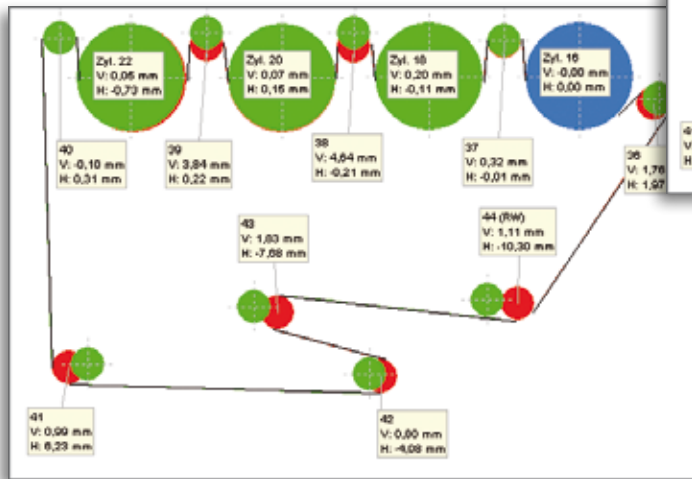 Zyl. 22
V: 0,05 mm
H: -0,73 mm
Zyl. 20
V: 0,07 mm
H: 0,15 mm
Zyl. 18
V: 0,20 mm
H: -0,11 mm
Zyl. 16
V: -0,00 mm
H: 0,00 mm
40
V: -0,10 mm
H: 0,31 mm
39
V: 3,84 mm
H: 0,22 mm
38
V: 4,64 mm
H: -0,21 mm
37
V: 0,32 mm
H: -0,01 mm
36
V: 1,76
H: 1,97
43
V: 1,83 mm
H: -7,68 mm
44 (RW)
V: 1,11 mm
H: -10,30 mm
41
V: 0,99 mm
H: 6,23 mm
42
V: 0,80 mm
H: -4,08 mm